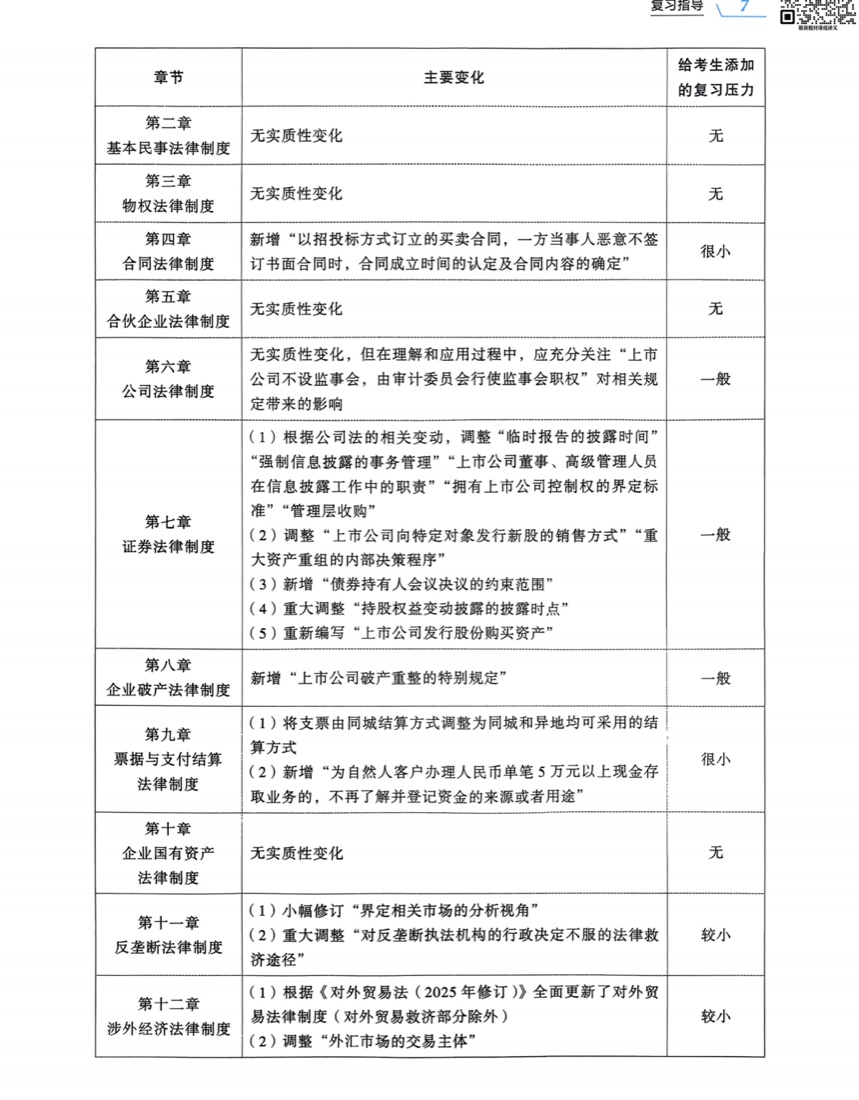 复习指导 7
章节 主要变化 给考生添加
的复习压力
第二章
基本民事法律制度 无实质性变化 无
第三章
物权法律制度 无实质性变化 无
第四章
合同法律制度 新增“以招投标方式订立的买卖合同，一方当事人恶意不签
订书面合同时，合同成立时间的认定及合同内容的确定” 很小
第五章
合伙企业法律制度 无实质性变化 无
第六章
公司法律制度 无实质性变化，但在理解和应用过程中，应充分关注“上市
公司不设监事会，由审计委员会行使监事会职权”对相关规
定带来的影响 一般
第七章
证券法律制度 （1）根据公司法的相关变动，调整“临时报告的披露时间”
“强制信息披露的事务管理”“上市公司董事、高级管理人员
在信息披露工作中的职责”“拥有上市公司控制权的界定标
准”“管理层收购”
（2）调整“上市公司向特定对象发行新股的销售方式”“重
大资产重组的内部决策程序”
（3）新增“债券持有人会议决议的约束范围”
（4）重大调整“持股权益变动披露的披露时点”
（5）重新编写“上市公司发行股份购买资产” 一般
第八章
企业破产法律制度 新增“上市公司破产重整的特别规定” 一般
第九章
票据与支付结算
法律制度 （1）将支票由同城结算方式调整为同城和异地均可采用的结
算方式
（2）新增“为自然人客户办理人民币单笔5万元以上现金存
取业务的，不再了解并登记资金的来源或者用途” 很小
第十章
企业国有资产
法律制度 无实质性变化 无
第十一章
反垄断法律制度 （1）小幅修订“界定相关市场的分析视角”
（2）重大调整“对反垄断执法机构的行政决定不服的法律救
济途径” 较小
第十二章
涉外经济法律制度 （1）根据《对外贸易法（2025年修订）》全面更新了对外贸
易法律制度（对外贸易救济部分除外）
（2）调整“外汇市场的交易主体” 较小